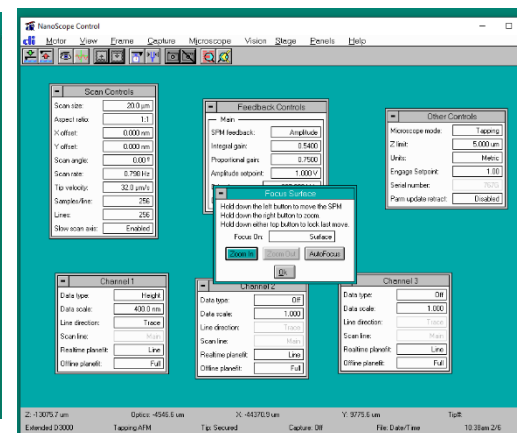 NanoScope Control
di Motor View Frame Capture Microscope Vision Stage Panels Help
Scan Controls
Scan size: 20.0 µm
Aspect ratio: 1:1
X offset: 0.000 nm
Y offset: 0.000 nm
Scan angle: 0.00 º
Scan rate: 0.790 Hz
Tip velocity: 32.0 µm/s
Samples/line: 256
Lines: 256
Slow scan axis: Enabled
Feedback Controls
Main
SPM feedback: Amplitude
Integral gain: 0.5400
Proportional gain: 0.7500
Amplitude setpoint: 1.000 V
Other Controls
Microscope mode: Tapping
Z limit: 5.000 um
Units: Metric
Engage Setpoint 1.00
Serial number:
Parm update retract: Disabled
Focus Surface
Hold down the left button to move the SPM
Hold down the right button to zoom.
Hold down either top button to lock last move.
Focus On: Surface
Zoom In Zoom Out AutoFocus
Ok
Channel 1
Data type: Height
Data scale: 400.0 nm
Line direction: Trace
Scan line: Main
Realtime planefit: Line
Offline planefit: Full
Channel 2
Data type: Off
Data scale: 1.000
Line direction: Trace
Scan line: Main
Realtime planefit: Line
Offline planefit: Full
Channel 3
Data type: Off
Data scale: 1.000
Line direction: Trace
Scan line: Main
Realtime planefit: Line
Offline planefit: Full
Z: -13075.7 um Optics: -4546.6 um X: -44370.9 um Y: 9775.6 um Tip#:
Extended D3000 Tapping AFM Tip: Secured Capture: Off File: Date/Time 10:38am 2/6